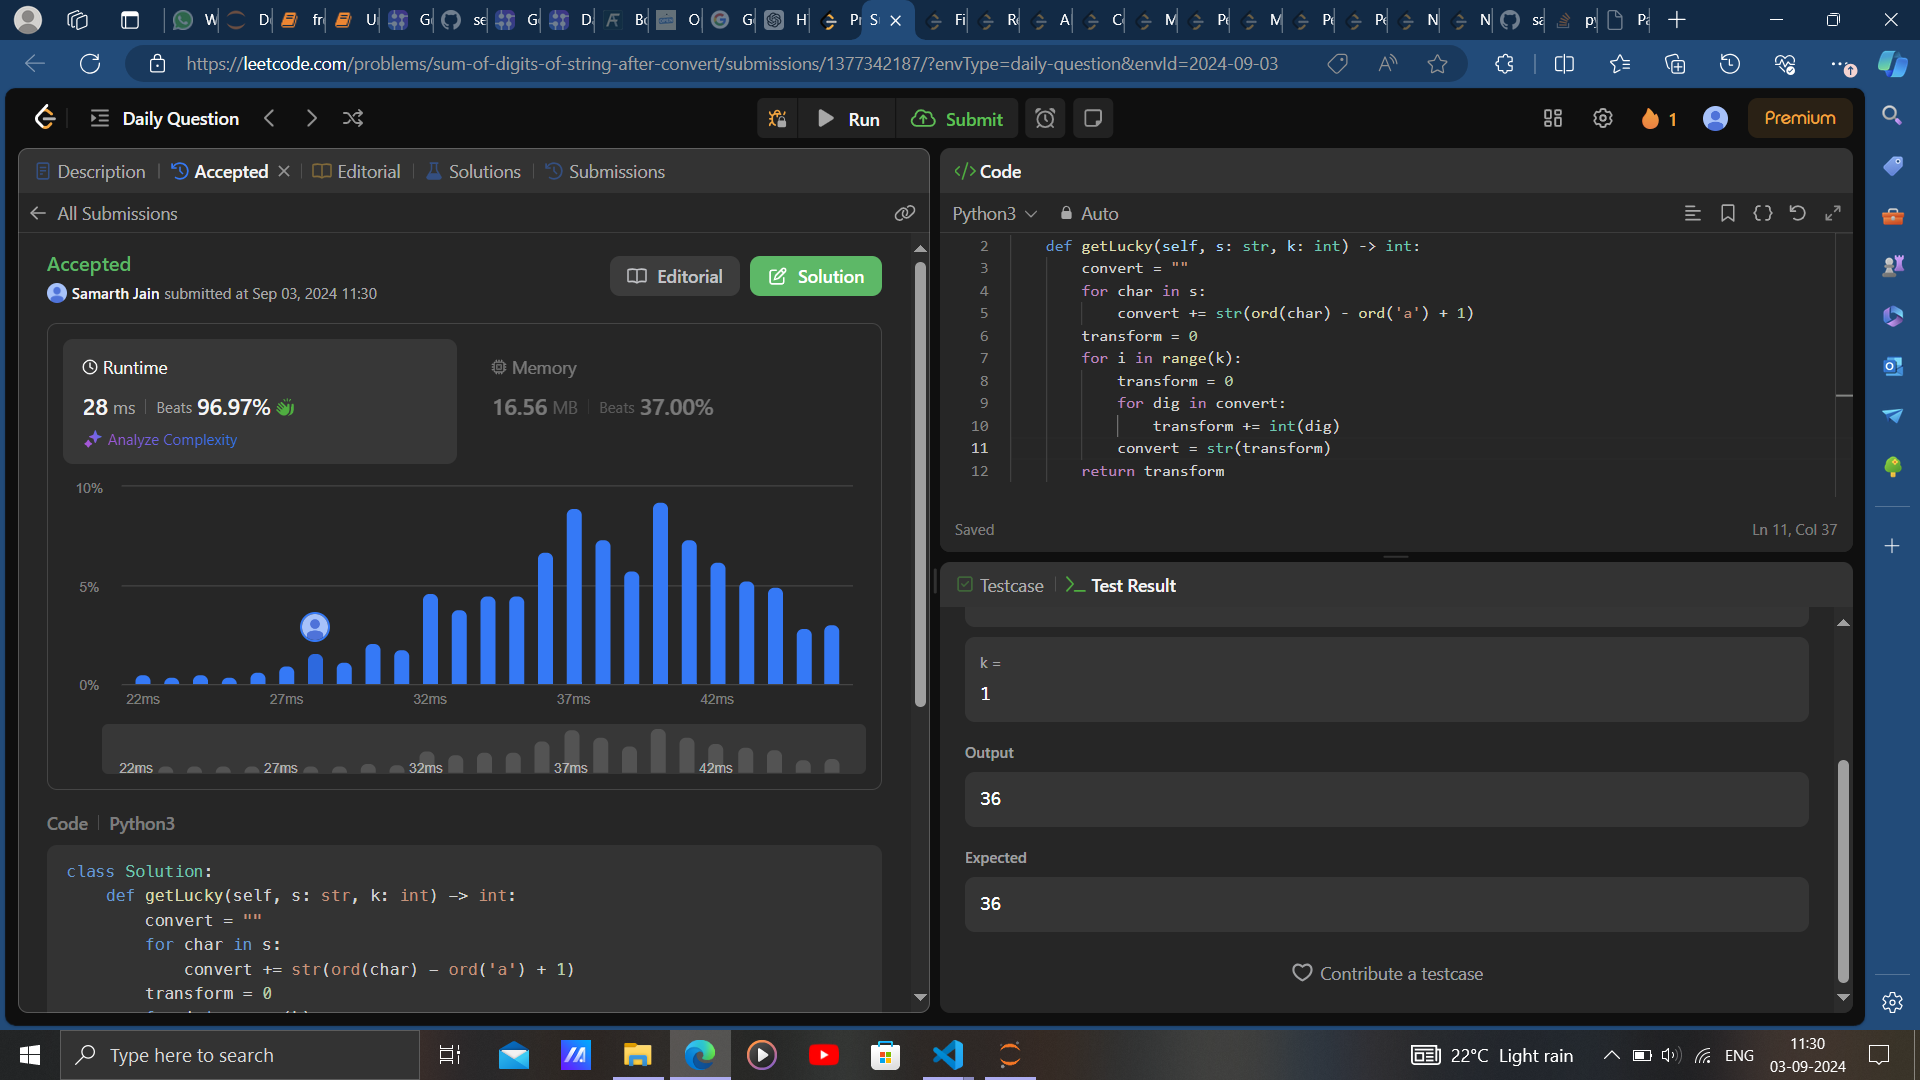 https://leetcode.com/problems/sum-of-digits-of-string-after-convert/submissions/1377342187/?envType=daily-question&envId=2024-09-03
Daily Question
Run
Submit
1
Premium
Description
Accepted
Editorial
Solutions
Submissions
All Submissions
Accepted
Samarth Jain submitted at Sep 03, 2024 11:30
Editorial
Solution
Runtime
28 ms
Beats 96.97%
Analyze Complexity
Memory
16.56 MB
Beats 37.00%
10%
5%
0%
22ms 27ms 32ms 37ms 42ms
22ms 27ms 32ms 37ms 42ms
Code
Python3
class Solution:
def getLucky(self, s: str, k: int) -> int:
convert = ""
for char in s:
convert += str(ord(char) - ord('a') + 1)
transform = 0
</> Code
Python3
Auto
2 def getLucky(self, s: str, k: int) -> int:
3 convert = ""
4 for char in s:
5 convert += str(ord(char) - ord('a') + 1)
6 transform = 0
7 for i in range(k):
8 transform = 0
9 for dig in convert:
10 transform += int(dig)
11 convert = str(transform)
12 return transform
Saved
Ln 11, Col 37
Testcase
Test Result
k =
1
Output
36
Expected
36
Contribute a testcase
Type here to search
22°C Light rain
ENG
11:30
03-09-2024